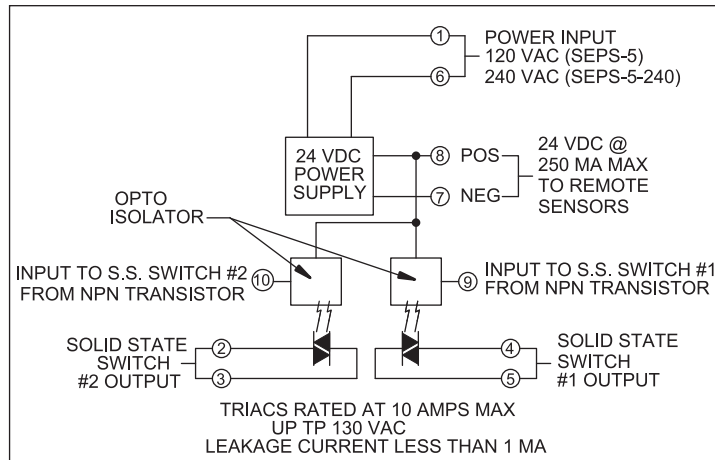 1
POWER INPUT
120 VAC (SEPS-5)
6
240 VAC (SEPS-5-240)
24 VDC
POWER
SUPPLY
8 POS
7 NEG
24 VDC @
250 MA MAX
TO REMOTE
SENSORS
OPTO
ISOLATOR
INPUT TO S.S. SWITCH #2
FROM NPN TRANSISTOR
10
9
INPUT TO S.S. SWITCH #1
FROM NPN TRANSISTOR
SOLID STATE
SWITCH
#2 OUTPUT
2
3
4
5
SOLID STATE
SWITCH
#1 OUTPUT
TRIACS RATED AT 10 AMPS MAX
UP TP 130 VAC
LEAKAGE CURRENT LESS THAN 1 MA